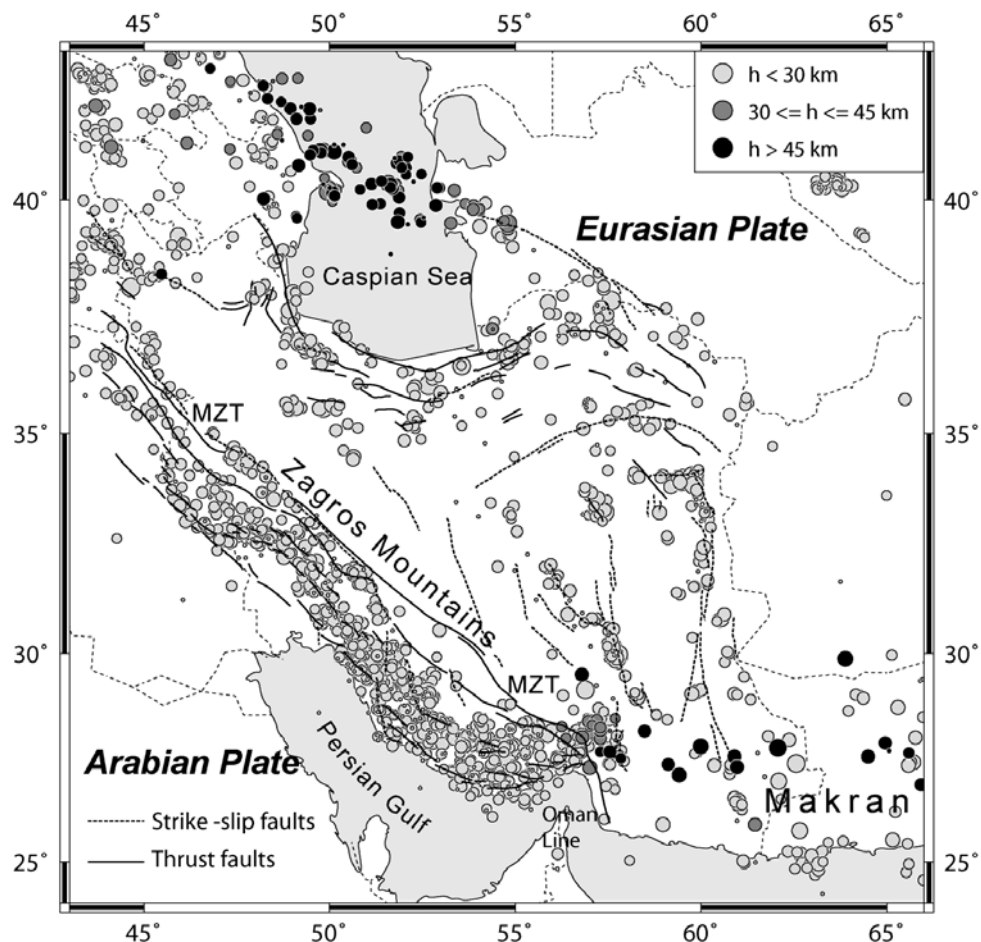 45° 50° 55° 60° 65°
h < 30 km
30 <= h <= 45 km
h > 45 km
40° 40°
Eurasian Plate
Caspian Sea
MZT
35° 35°
Zagros Mountains
30° 30°
MZT
Persian Gulf
Arabian Plate
Makran
Strike -slip faults
Oman
Line
Thrust faults
25° 25°
45° 50° 55° 60° 65°